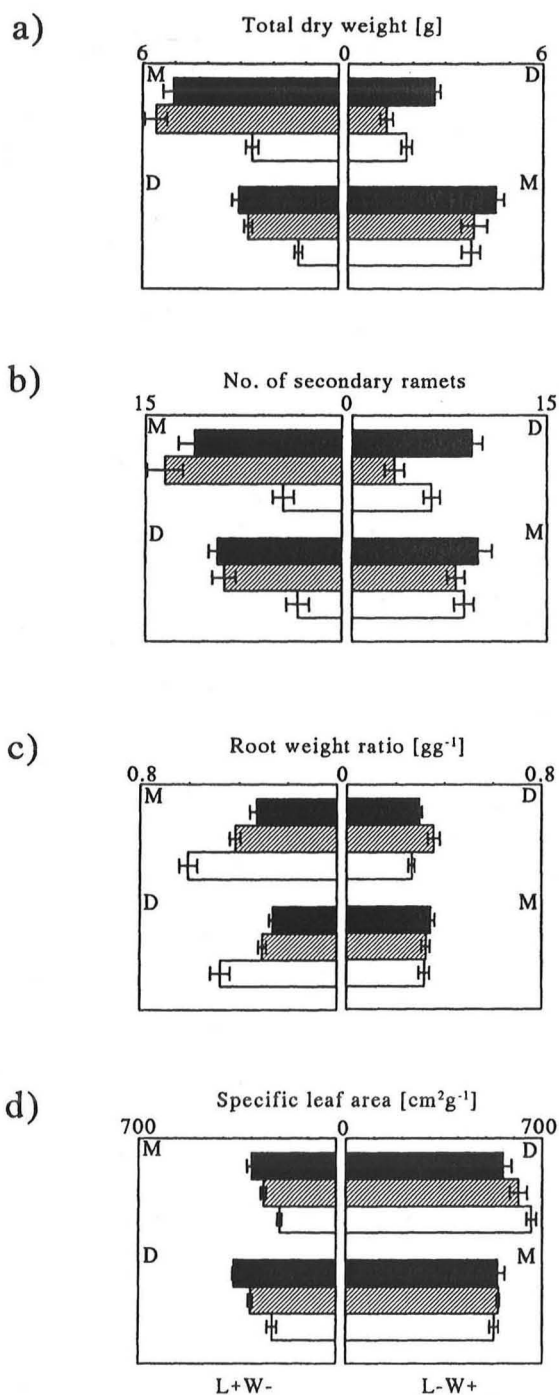 a)
Total dry weight [g]
6 0 6
M D
D M
b)
No. of secondary ramets
15 0 15
M D
D M
c)
Root weight ratio [gg⁻¹]
0.8 0 0.8
M D
D M
d)
Specific leaf area [cm²g⁻¹]
700 0 700
M D
D M
L+W- L-W+